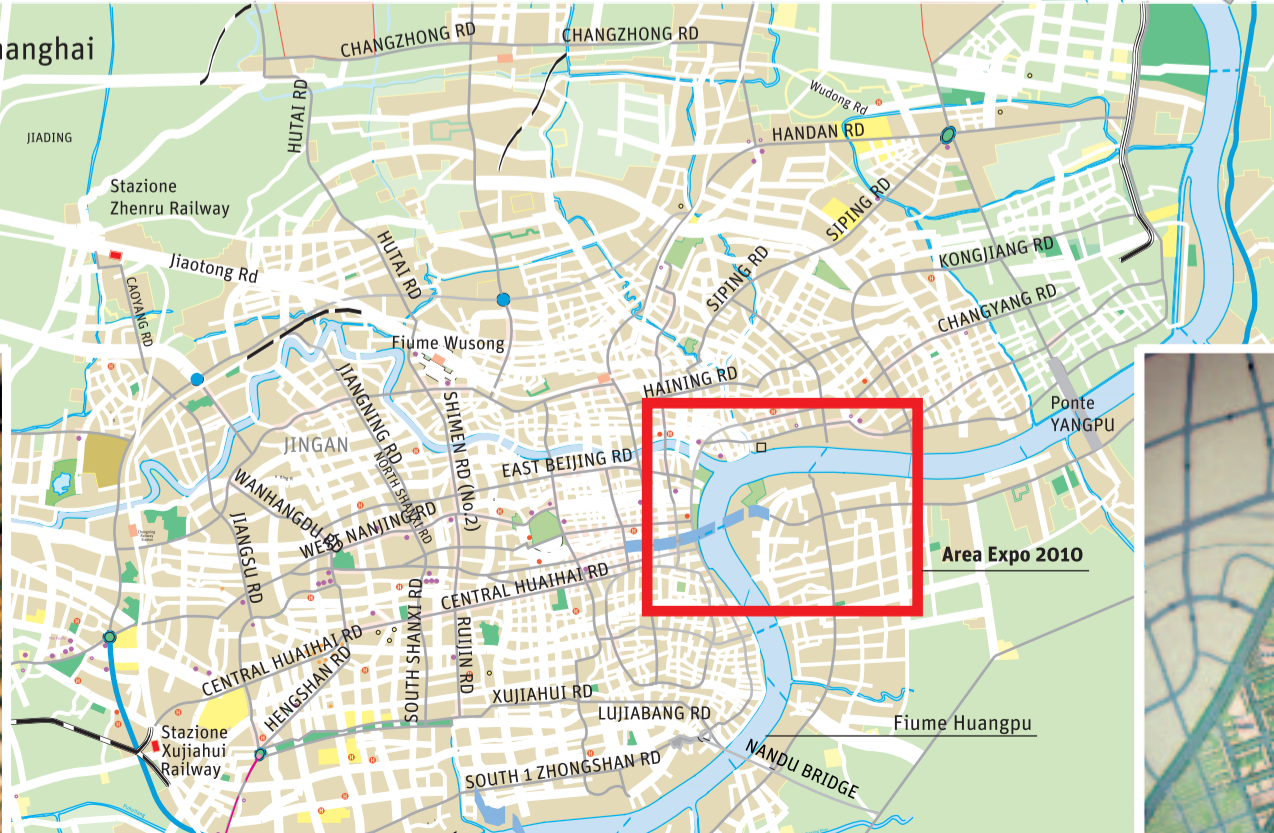 anghai
CHANGZHONG RD
CHANGZHONG RD
HUTAI RD
JIADING
Wudong Rd
HANDAN RD
Stazione
Zhenru Railway
SIPING RD
Jiaotong Rd
HUTAI RD
KONGJIANG RD
SIPING RD
CAOYANG RD
CHANGYANG RD
Fiume Wusong
HAINING RD
JIANGNING RD
SHIMEN RD (No.2)
Ponte
YANGPU
JINGAN
EAST BEIJING RD
NORTH SHANXI RD
WANHANGDU RD
WEST NANJING RD
JIANGSU RD
Area Expo 2010
CENTRAL HUAIHAI RD
SOUTH SHANXI RD
RUIJIN RD
CENTRAL HUAIHAI RD
HENGSHAN RD
XUJIAHUI RD
LUJIABANG RD
Fiume Huangpu
Stazione
Xujiahui
Railway
NANDU BRIDGE
SOUTH 1 ZHONGSHAN RD